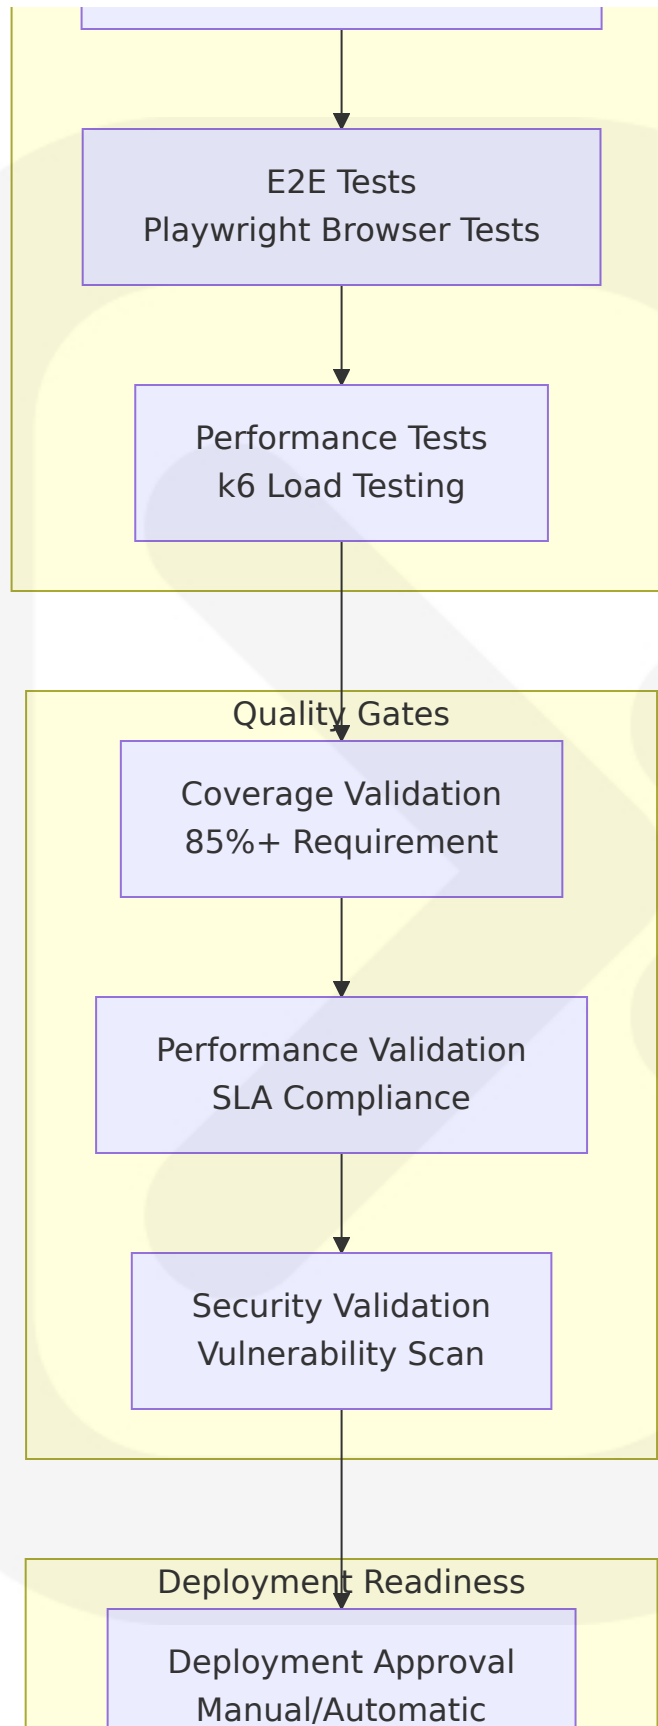 E2E Tests
Playwright Browser Tests
Performance Tests
k6 Load Testing
Quality Gates
Coverage Validation
85%+ Requirement
Performance Validation
SLA Compliance
Security Validation
Vulnerability Scan
Deployment Readiness
Deployment Approval
Manual/Automatic